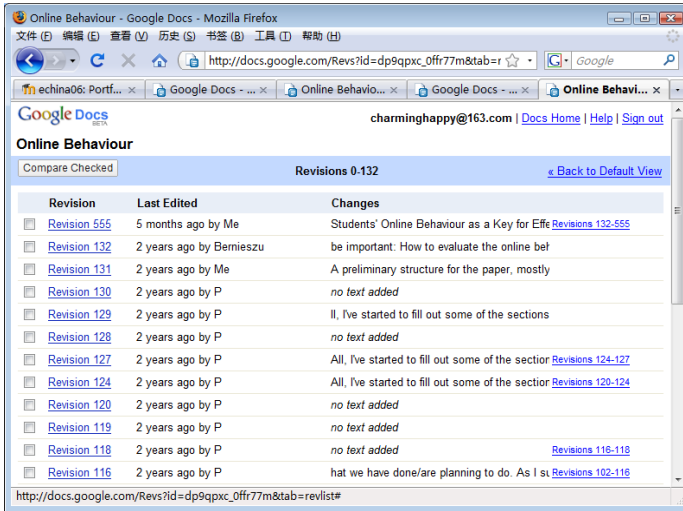 Online Behaviour - Google Docs - Mozilla Firefox
文件 (F) 编辑 (E) 查看 (V) 历史 (S) 书签 (B) 工具 (T) 帮助 (H)
http://docs.google.com/Revs?id=dp9qpxc_0ffr77m&tab=r G Google
echina06: Portf... Google Docs - ... Online Behavio... Google Docs - ... Online Behavi...
Google Docs BETA charminghappy@163.com | Docs Home | Help | Sign out
Online Behaviour
Compare Checked Revisions 0-132 « Back to Default View
Revision Last Edited Changes
Revision 555 5 months ago by Me Students' Online Behaviour as a Key for Effe Revisions 132-555
Revision 132 2 years ago by Bernieszu be important: How to evaluate the online beh
Revision 131 2 years ago by Me A preliminary structure for the paper, mostly
Revision 130 2 years ago by P no text added
Revision 129 2 years ago by P ll, I've started to fill out some of the sections
Revision 128 2 years ago by P no text added
Revision 127 2 years ago by P All, I've started to fill out some of the section Revisions 124-127
Revision 124 2 years ago by P All, I've started to fill out some of the section Revisions 120-124
Revision 120 2 years ago by P no text added
Revision 119 2 years ago by P no text added
Revision 118 2 years ago by P no text added Revisions 116-118
Revision 116 2 years ago by P hat we have done/are planning to do. As I su Revisions 102-116
http://docs.google.com/Revs?id=dp9qpxc_0ffr77m&tab=revlist#